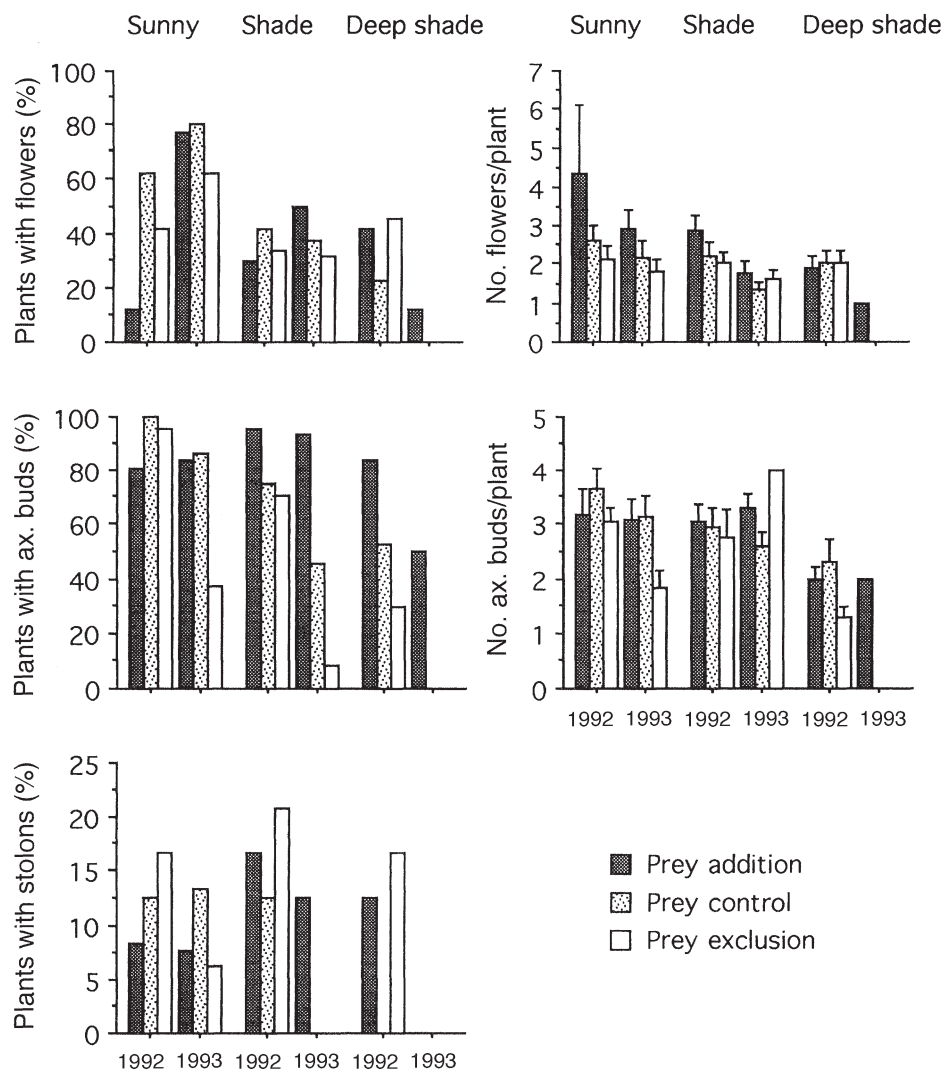 Sunny Shade Deep shade
Sunny Shade Deep shade
Plants with flowers (%)
100
80
60
40
20
0
No. flowers/plant
7
6
5
4
3
2
1
0
Plants with ax. buds (%)
100
80
60
40
20
0
No. ax. buds/plant
5
4
3
2
1
0
1992 1993 1992 1993 1992 1993
Plants with stolons (%)
25
20
15
10
5
0
1992 1993 1992 1993 1992 1993
Prey addition
Prey control
Prey exclusion